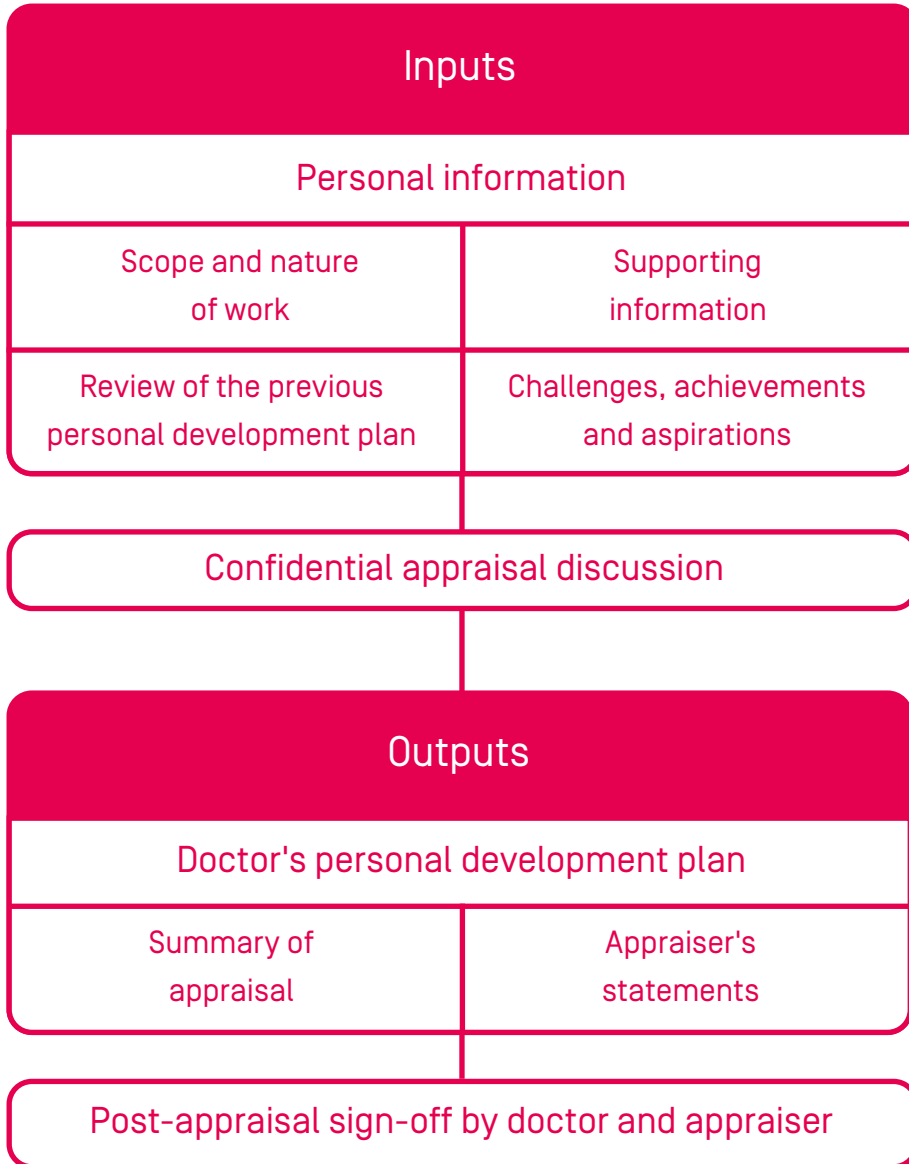 Inputs
Personal information
Scope and nature
of work
Supporting
information
Review of the previous
personal development plan
Challenges, achievements
and aspirations
Confidential appraisal discussion
Outputs
Doctor's personal development plan
Summary of
appraisal
Appraiser's
statements
Post-appraisal sign-off by doctor and appraiser